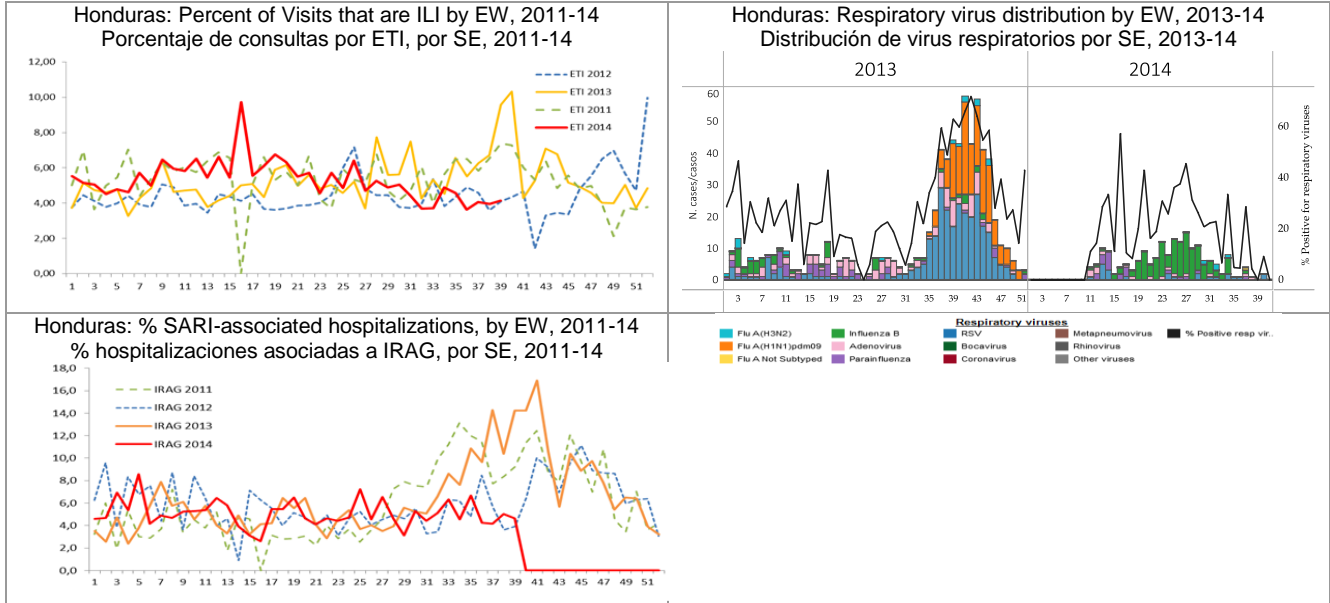 Honduras: Percent of Visits that are ILI by EW, 2011-14
Porcentaje de consultas por ETI, por SE, 2011-14
12,00
10,00
8,00
6,00
4,00
2,00
0,00
ETI 2012
ETI 2013
ETI 2011
ETI 2014
1 3 5 7 9 11 13 15 17 19 21 23 25 27 29 31 33 35 37 39 41 43 45 47 49 51
Honduras: Respiratory virus distribution by EW, 2013-14
Distribución de virus respiratorios por SE, 2013-14
2013 2014
N. cases/casos
60
50
40
30
20
10
0
% Positive for respiratory viruses
60
40
20
0
3 7 11 15 19 23 27 31 35 39 43 47 51 3 7 11 15 19 23 27 31 35 39
Respiratory viruses
Flu A(H3N2) Influenza B RSV Metapneumovirus % Positive resp vir..
Flu A(H1N1)pdm09 Adenovirus Bocavirus Rhinovirus
Flu A Not Subtyped Parainfluenza Coronavirus Other viruses
Honduras: % SARI-associated hospitalizations, by EW, 2011-14
% hospitalizaciones asociadas a IRAG, por SE, 2011-14
18,0
16,0
14,0
12,0
10,0
8,0
6,0
4,0
2,0
0,0
IRAG 2011
IRAG 2012
IRAG 2013
IRAG 2014
1 3 5 7 9 11 13 15 17 19 21 23 25 27 29 31 33 35 37 39 41 43 45 47 49 51